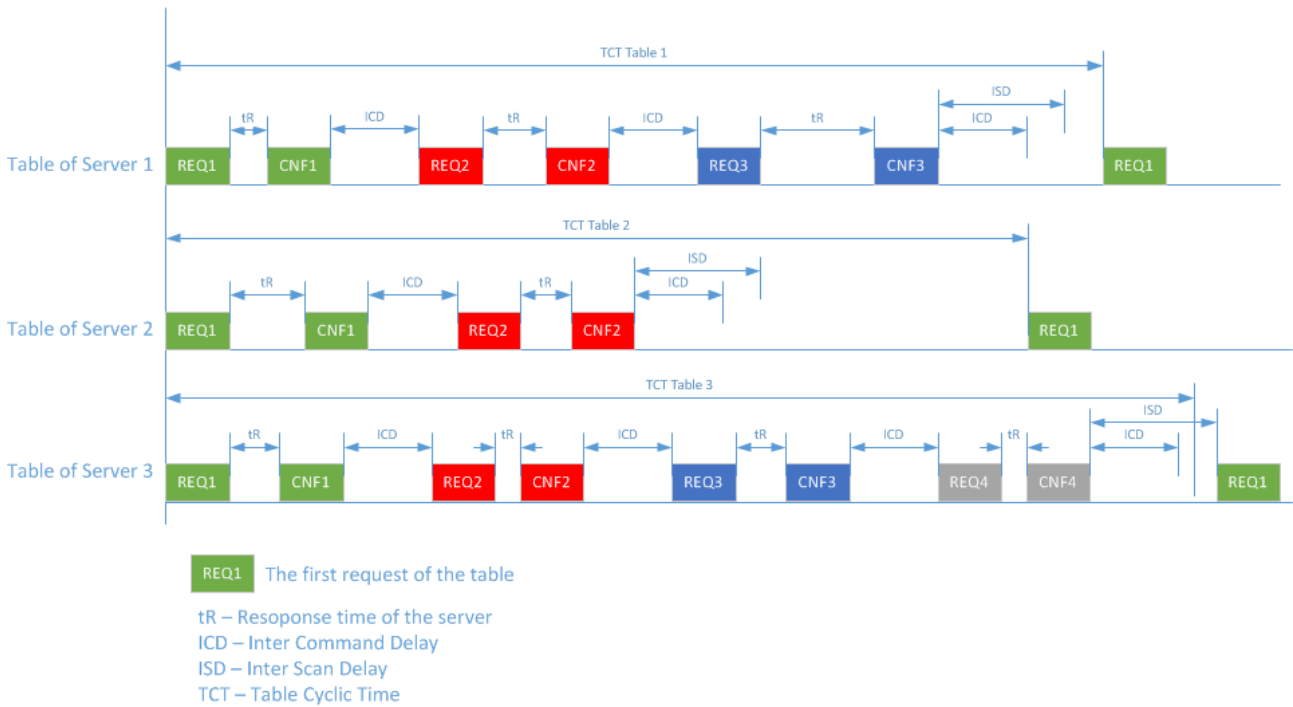 TCT Table 1
ISD
tR ICD tR ICD tR ICD
Table of Server 1 REQ1 CNF1 REQ2 CNF2 REQ3 CNF3 REQ1
TCT Table 2
ISD
tR ICD tR ICD
Table of Server 2 REQ1 CNF1 REQ2 CNF2 REQ1
TCT Table 3
ISD
tR ICD tR ICD tR ICD tR ICD
Table of Server 3 REQ1 CNF1 REQ2 CNF2 REQ3 CNF3 REQ4 CNF4 REQ1
REQ1 The first request of the table
tR – Resoponse time of the server
ICD – Inter Command Delay
ISD – Inter Scan Delay
TCT – Table Cyclic Time